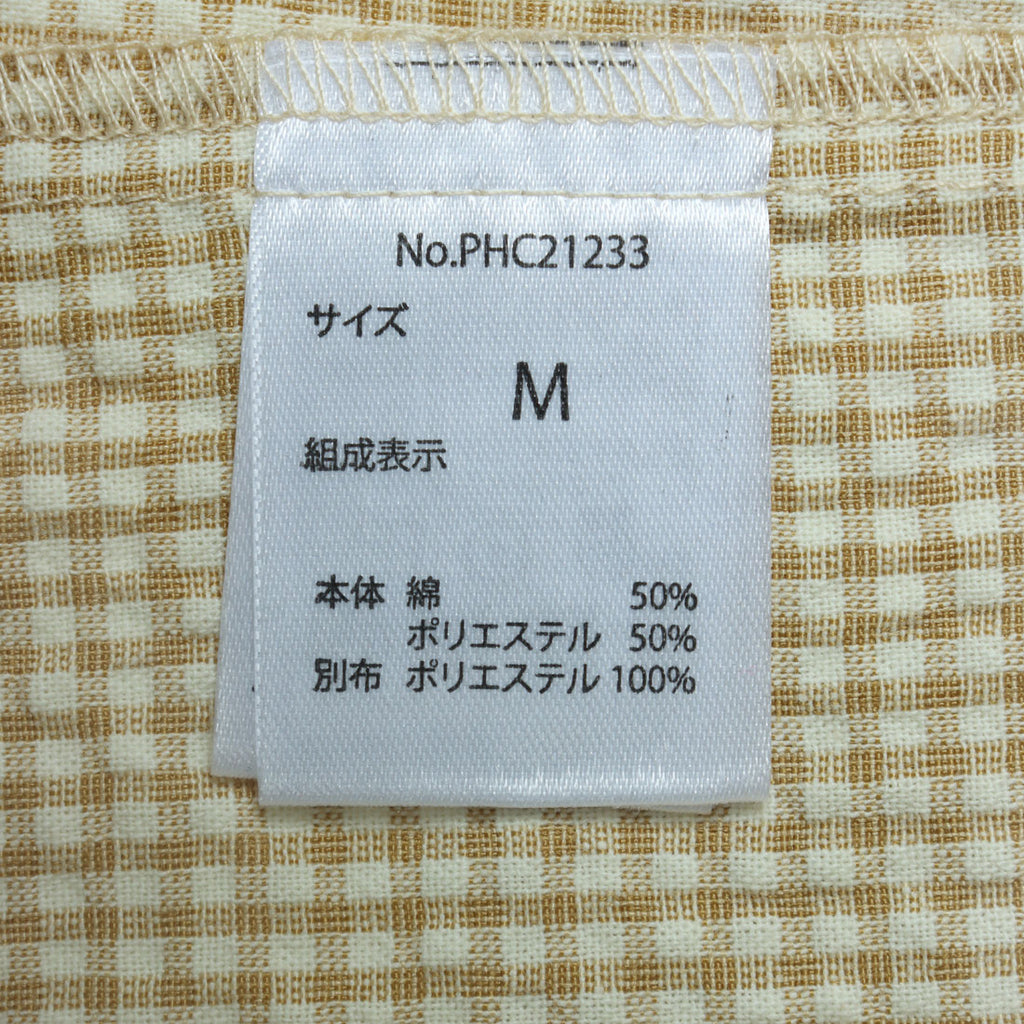 No.PHC21233
サイズ
M
組成表示
本体 綿 50%
ポリエステル 50%
別布 ポリエステル 100%